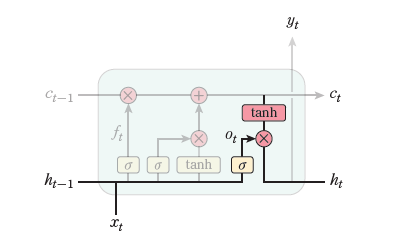 y_t
c_{t−1} × + c_t
tanh
f_t × o_t ×
σ σ tanh σ
h_{t−1} h_t
x_t